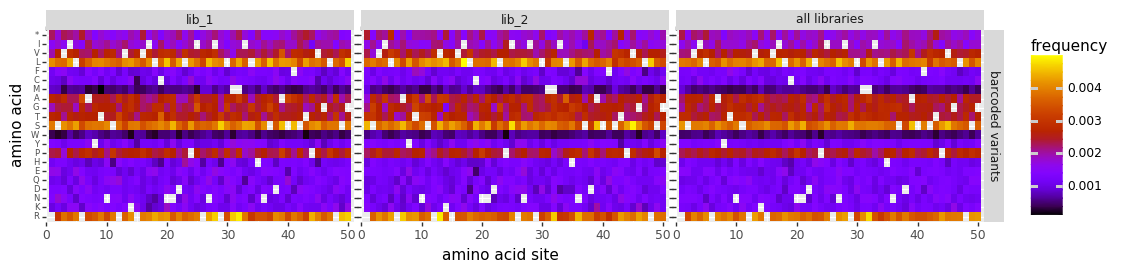 lib_1 lib_2 all libraries
frequency
amino acid
*
I
V
L
F
C
M
A
G
T
S
W
Y
P
H
E
Q
D
N
K
R
barcoded variants
0.004
0.003
0.002
0.001
0 10 20 30 40 50 0 10 20 30 40 50 0 10 20 30 40 50
amino acid site